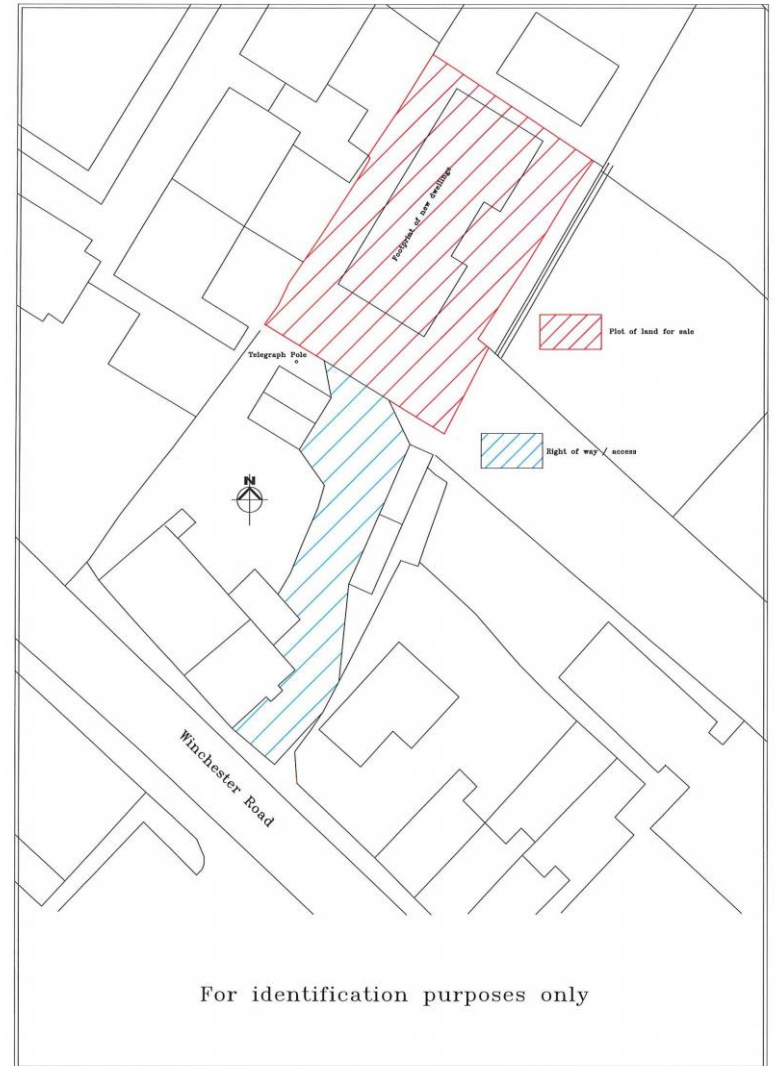 Footprint of new dwellings
Plot of land for sale
Telegraph Pole
Right of way / access
N
Winchester Road
For identification purposes only